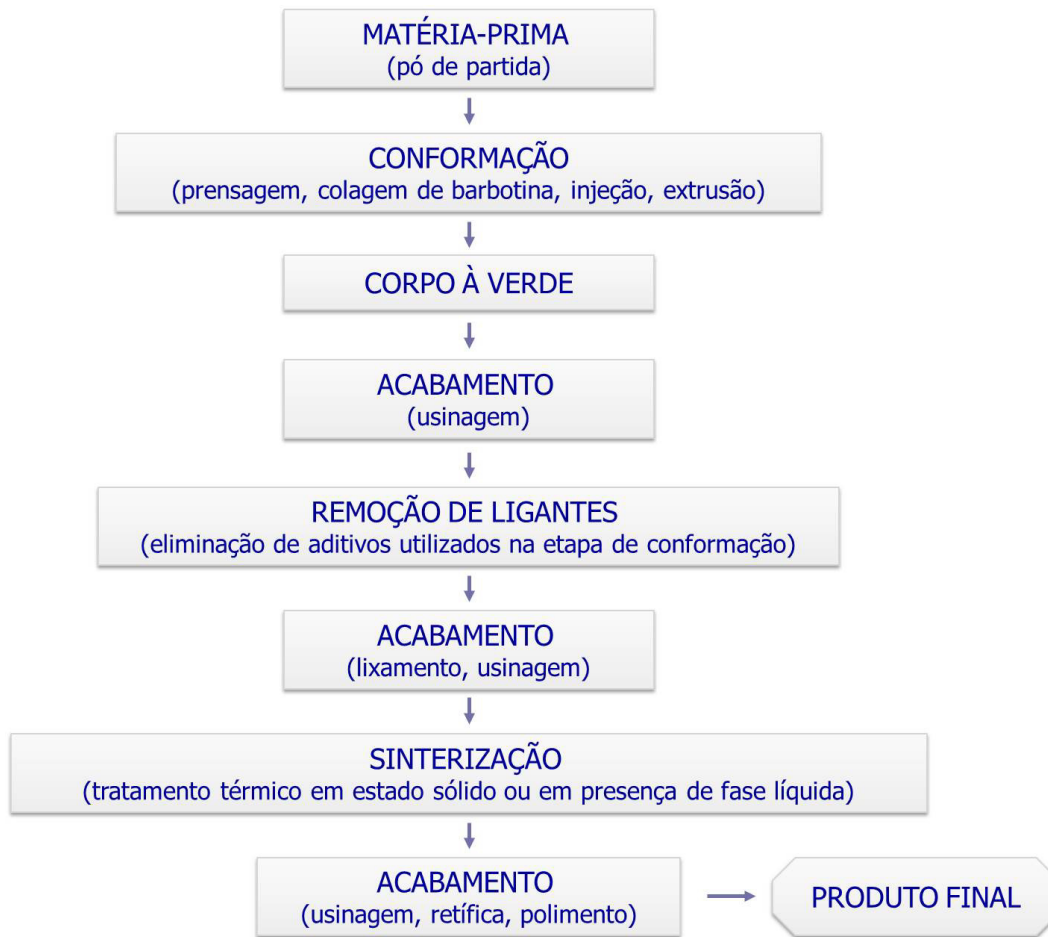 MATÉRIA-PRIMA
(pó de partida)
CONFORMAÇÃO
(prensagem, colagem de barbotina, injeção, extrusão)
CORPO À VERDE
ACABAMENTO
(usinagem)
REMOÇÃO DE LIGANTES
(eliminação de aditivos utilizados na etapa de conformação)
ACABAMENTO
(lixamento, usinagem)
SINTERIZAÇÃO
(tratamento térmico em estado sólido ou em presença de fase líquida)
ACABAMENTO
(usinagem, retífica, polimento)
PRODUTO FINAL